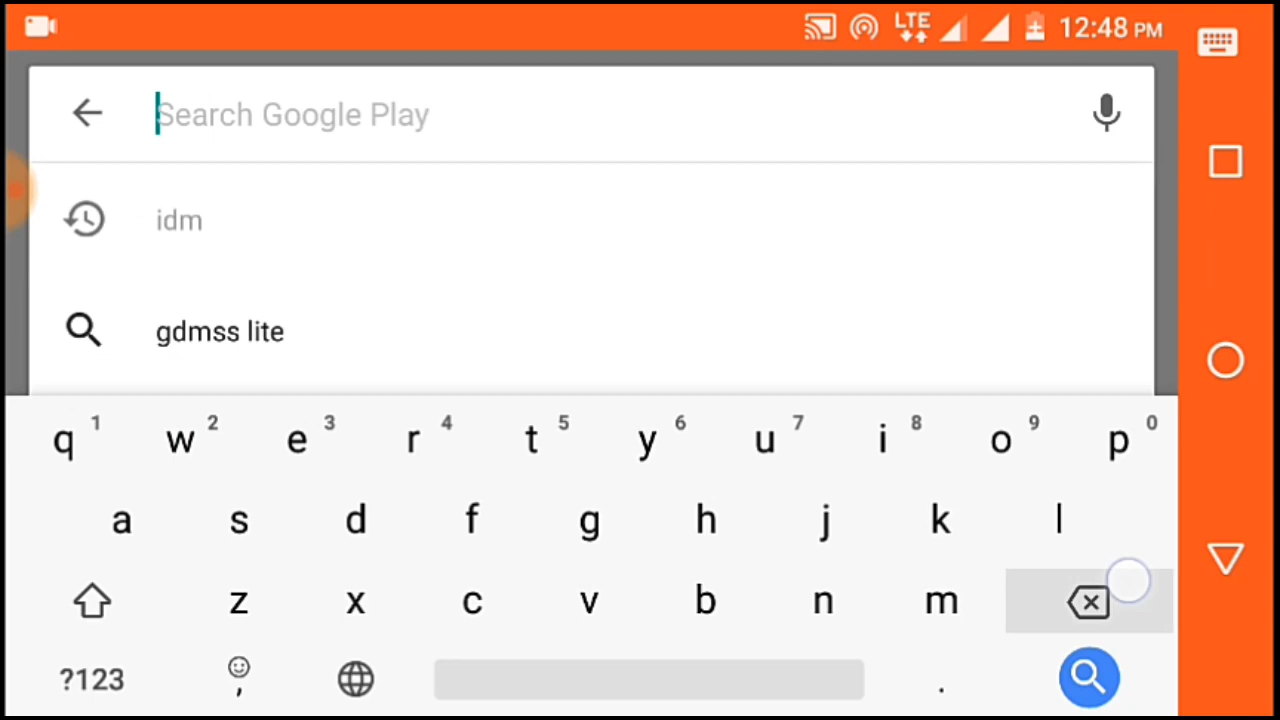 LTE 12:48 PM
Search Google Play
idm
gdmss lite
q 1 w 2 e 3 r 4 t 5 y 6 u 7 i 8 o 9 p 0
a s d f g h j k l
z x c v b n m
?123 , .